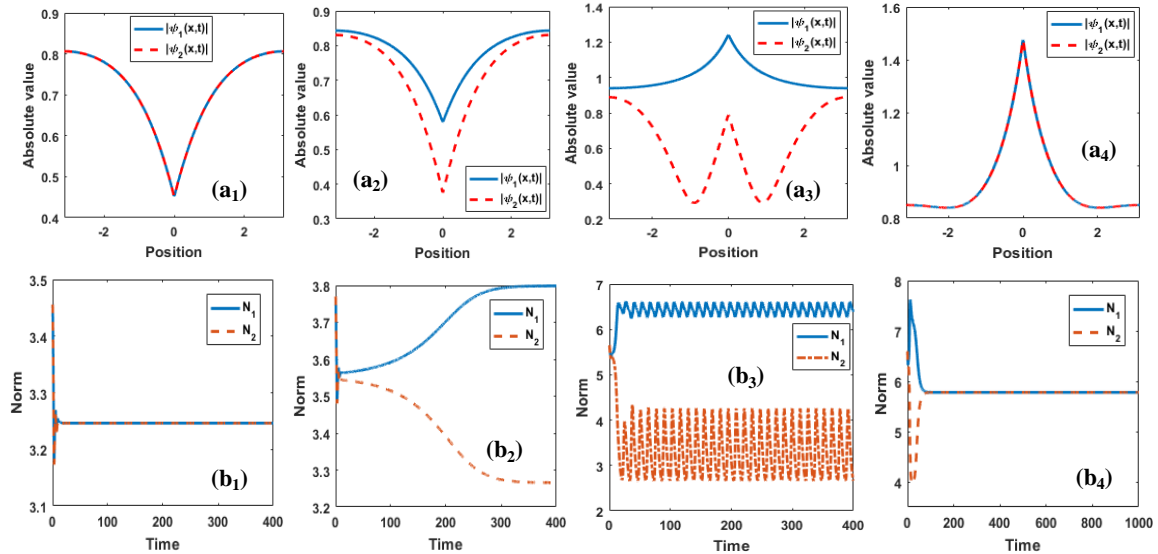 0.9
0.8
0.7
0.6
0.5
0.4
Absolute value
-2 0 2
Position
|ψ₁(x,t)|
|ψ₂(x,t)|
(a₁)
0.9
0.8
0.7
0.6
0.5
0.4
0.3
Absolute value
-2 0 2
Position
|ψ₁(x,t)|
|ψ₂(x,t)|
(a₂)
1.4
1.2
1
0.8
0.6
0.4
0.2
Absolute value
-2 0 2
Position
|ψ₁(x,t)|
|ψ₂(x,t)|
(a₃)
1.6
1.4
1.2
1
0.8
Absolute value
-2 0 2
Position
|ψ₁(x,t)|
|ψ₂(x,t)|
(a₄)
3.5
3.4
3.3
3.2
3.1
Norm
0 100 200 300 400
Time
N₁
N₂
(b₁)
3.8
3.7
3.6
3.5
3.4
3.3
3.2
Norm
0 100 200 300 400
Time
N₁
N₂
(b₂)
7
6
5
4
3
2
Norm
0 100 200 300 400
Time
N₁
N₂
(b₃)
8
7
6
5
4
Norm
0 200 400 600 800 1000
Time
N₁
N₂
(b₄)